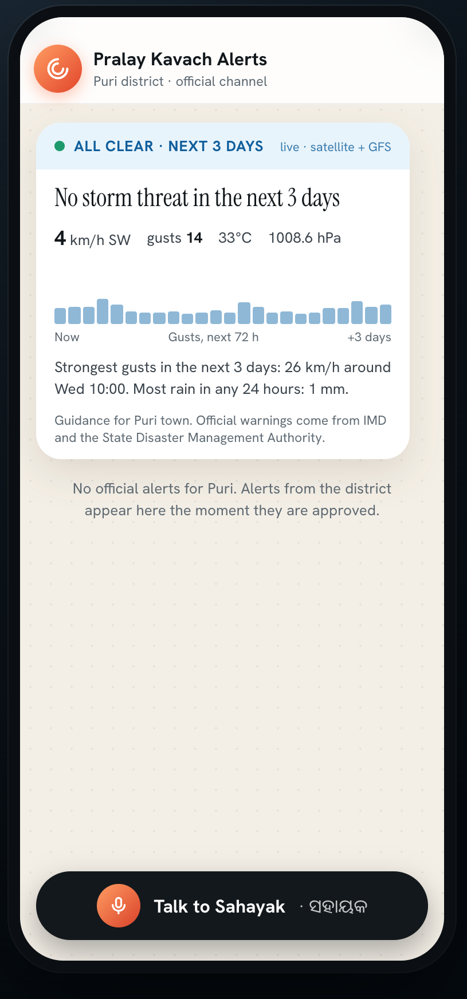 Pralay Kavach Alerts
Puri district · official channel
ALL CLEAR · NEXT 3 DAYS live · satellite + GFS
No storm threat in the next 3 days
4 km/h SW gusts 14 33°C 1008.6 hPa
Now Gusts, next 72 h +3 days
Strongest gusts in the next 3 days: 26 km/h around
Wed 10:00. Most rain in any 24 hours: 1 mm.
Guidance for Puri town. Official warnings come from IMD
and the State Disaster Management Authority.
No official alerts for Puri. Alerts from the district
appear here the moment they are approved.
Talk to Sahayak · ସହାୟକ